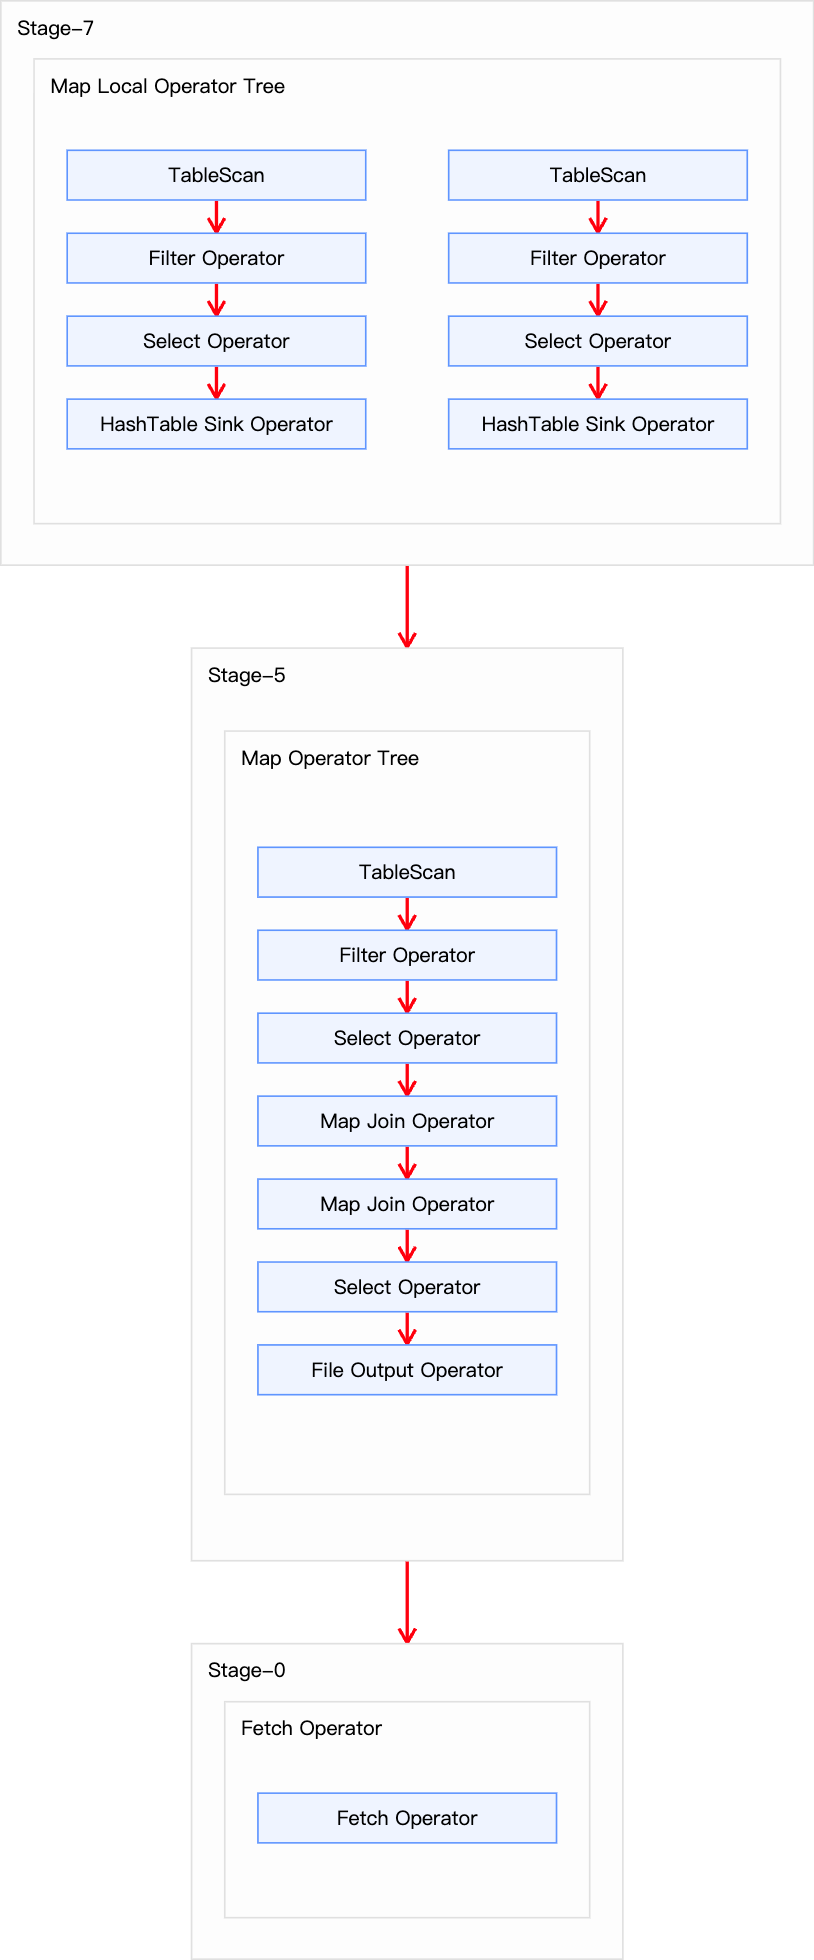 Stage–7
Map Local Operator Tree
TableScan
Filter Operator
Select Operator
HashTable Sink Operator
TableScan
Filter Operator
Select Operator
HashTable Sink Operator
Stage–5
Map Operator Tree
TableScan
Filter Operator
Select Operator
Map Join Operator
Map Join Operator
Select Operator
File Output Operator
Stage–0
Fetch Operator
Fetch Operator